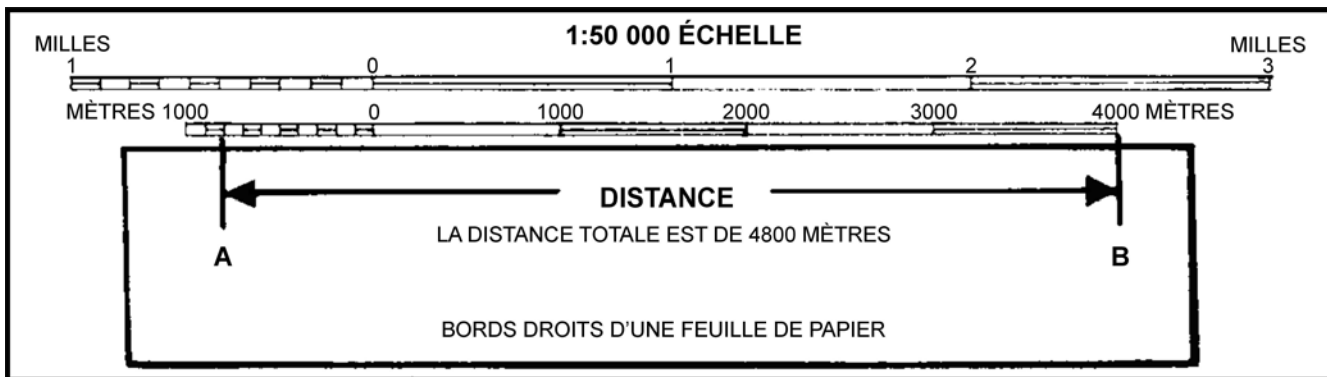 1:50 000 ÉCHELLE
MILLES MILLES
1 0 1 2 3
MÈTRES 1000 0 1000 2000 3000 4000 MÈTRES
DISTANCE
LA DISTANCE TOTALE EST DE 4800 MÈTRES
A B
BORDS DROITS D'UNE FEUILLE DE PAPIER